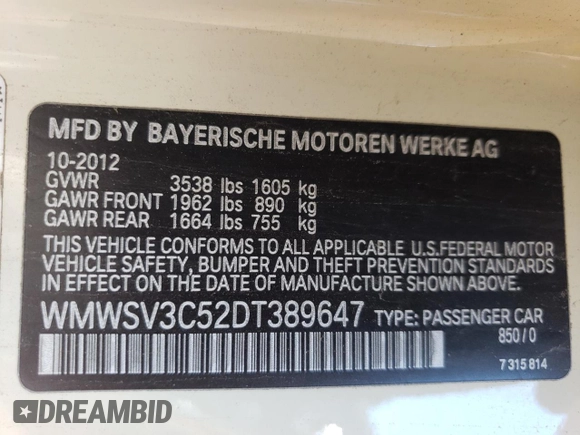 MFD BY BAYERISCHE MOTOREN WERKE AG
10-2012
GVWR 3538 lbs 1605 kg
GAWR FRONT 1962 lbs 890 kg
GAWR REAR 1664 lbs 755 kg
THIS VEHICLE CONFORMS TO ALL APPLICABLE U.S.FEDERAL MOTOR
VEHICLE SAFETY, BUMPER AND THEFT PREVENTION STANDARDS
IN EFFECT ON THE DATE OF MANUFACTURE SHOWN ABOVE.
WMWSV3C52DT389647 TYPE: PASSENGER CAR
850/0
7 315 814
DREAMBID